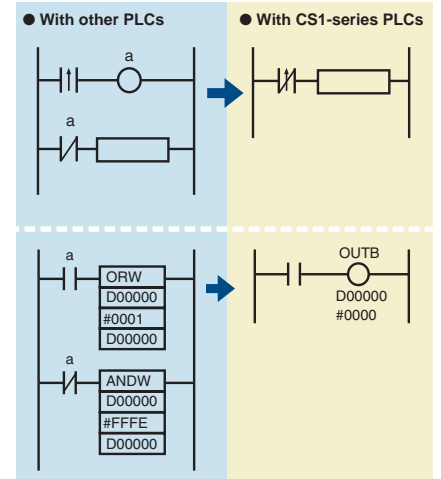 ● With other PLCs
● With CS1-series PLCs
a
a
a
ORW
D00000
#0001
D00000
a
ANDW
D00000
#FFFE
D00000
OUTB
D00000
#0000